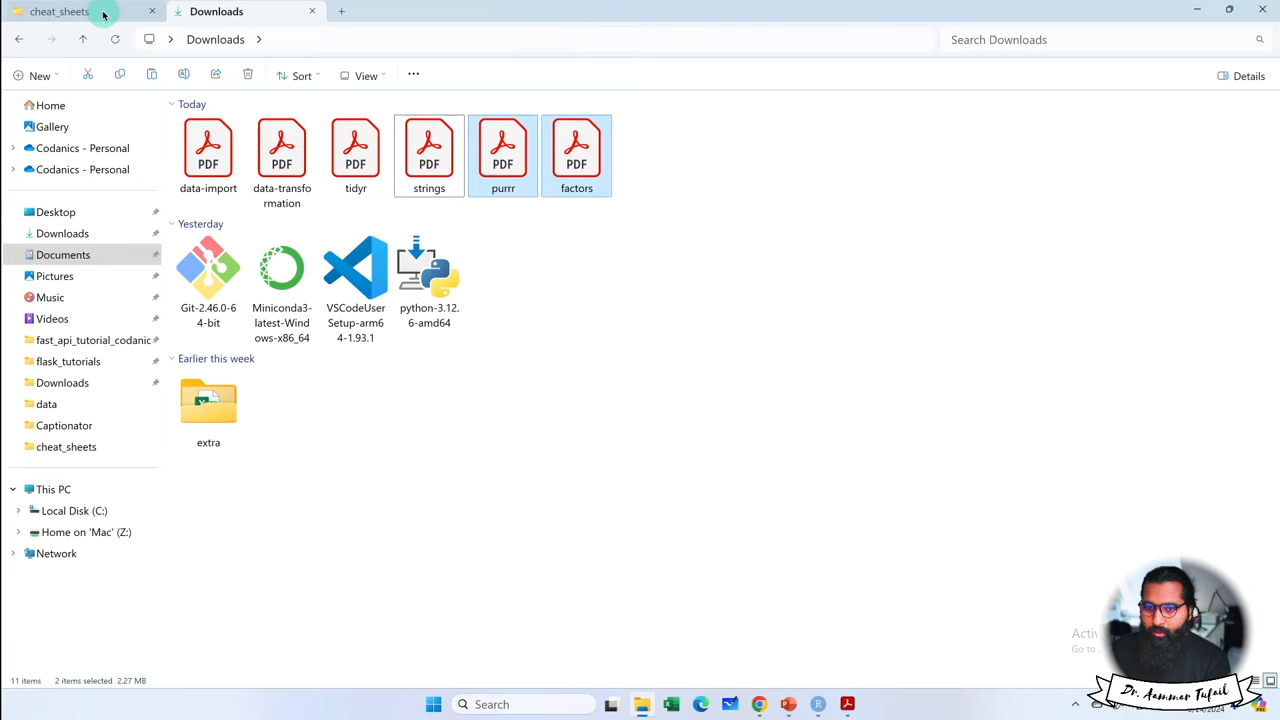 cheat_sheets
Downloads
Downloads
Search Downloads
New
Sort
View
Details
Home
Gallery
Codanics - Personal
Codanics - Personal
Desktop
Downloads
Documents
Pictures
Music
Videos
fast_api_tutorial_codanic
flask_tutorials
Downloads
data
Captionator
cheat_sheets
This PC
Local Disk (C:)
Home on 'Mac' (Z:)
Network
Today
PDF
PDF
PDF
PDF
PDF
PDF
data-import
data-transfo
rmation
tidyr
strings
purrr
factors
Yesterday
Git-2.46.0-6
4-bit
Miniconda3-
latest-Wind
ows-x86_64
VSCodeUser
Setup-arm6
4-1.93.1
python-3.12.
6-amd64
Earlier this week
extra
Go to
Dr. Aammar Tufail
11 items
2 items selected 2.27 MB
Search